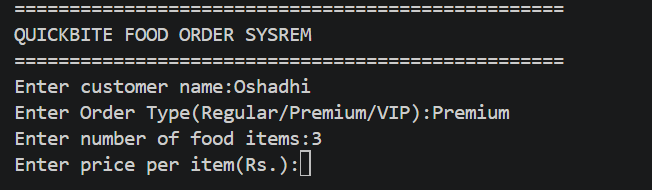 ==================================================
QUICKBITE FOOD ORDER SYSREM
==================================================
Enter customer name:Oshadhi
Enter Order Type(Regular/Premium/VIP):Premium
Enter number of food items:3
Enter price per item(Rs.):